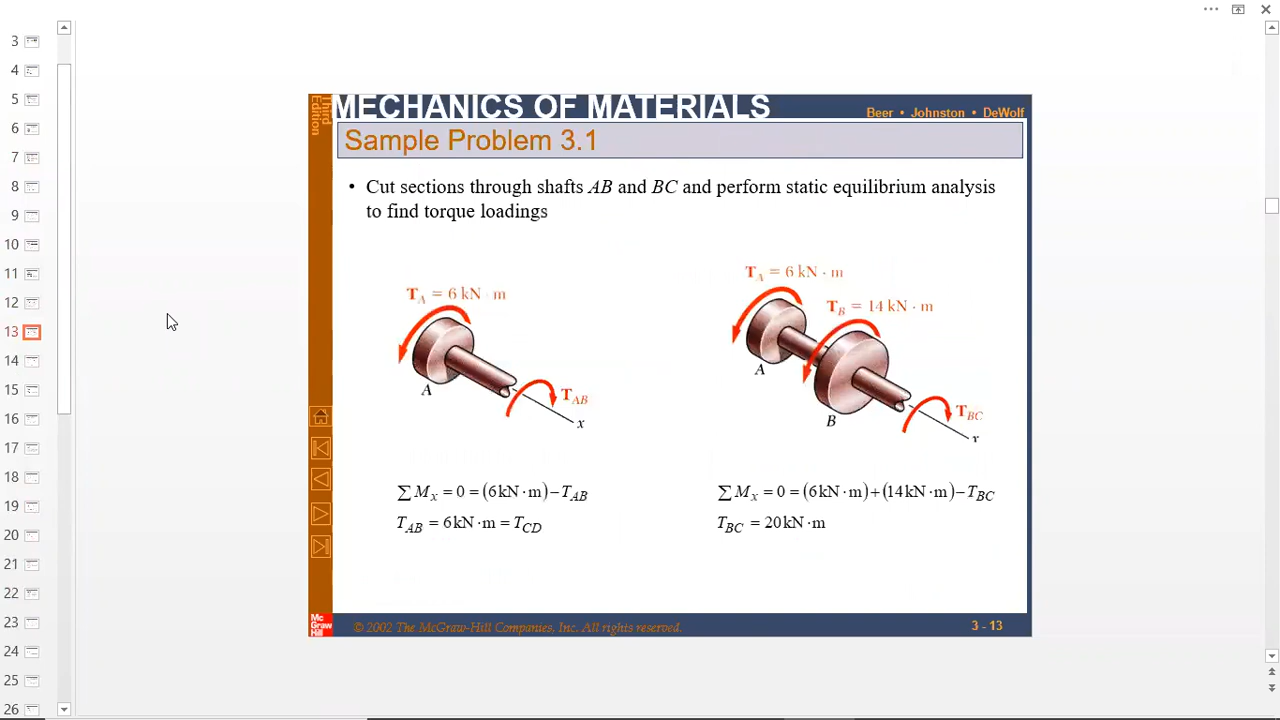 3
4
5
6
7
8
9
10
11
12
13
14
15
16
17
18
19
20
21
22
23
24
25
26
Third
Edition
MECHANICS OF MATERIALS
Beer • Johnston • DeWolf
Sample Problem 3.1
• Cut sections through shafts AB and BC and perform static equilibrium analysis
to find torque loadings
T_A = 6 kN · m
A
T_AB
x
T_A = 6 kN · m
T_B = 14 kN · m
A
B
T_BC
x
∑ M_x = 0 = (6kN·m) − T_AB
T_AB = 6kN·m = T_CD
∑ M_x = 0 = (6kN·m) + (14kN·m) − T_BC
T_BC = 20kN·m
Mc
Graw
Hill
© 2002 The McGraw-Hill Companies, Inc. All rights reserved.
3 - 13